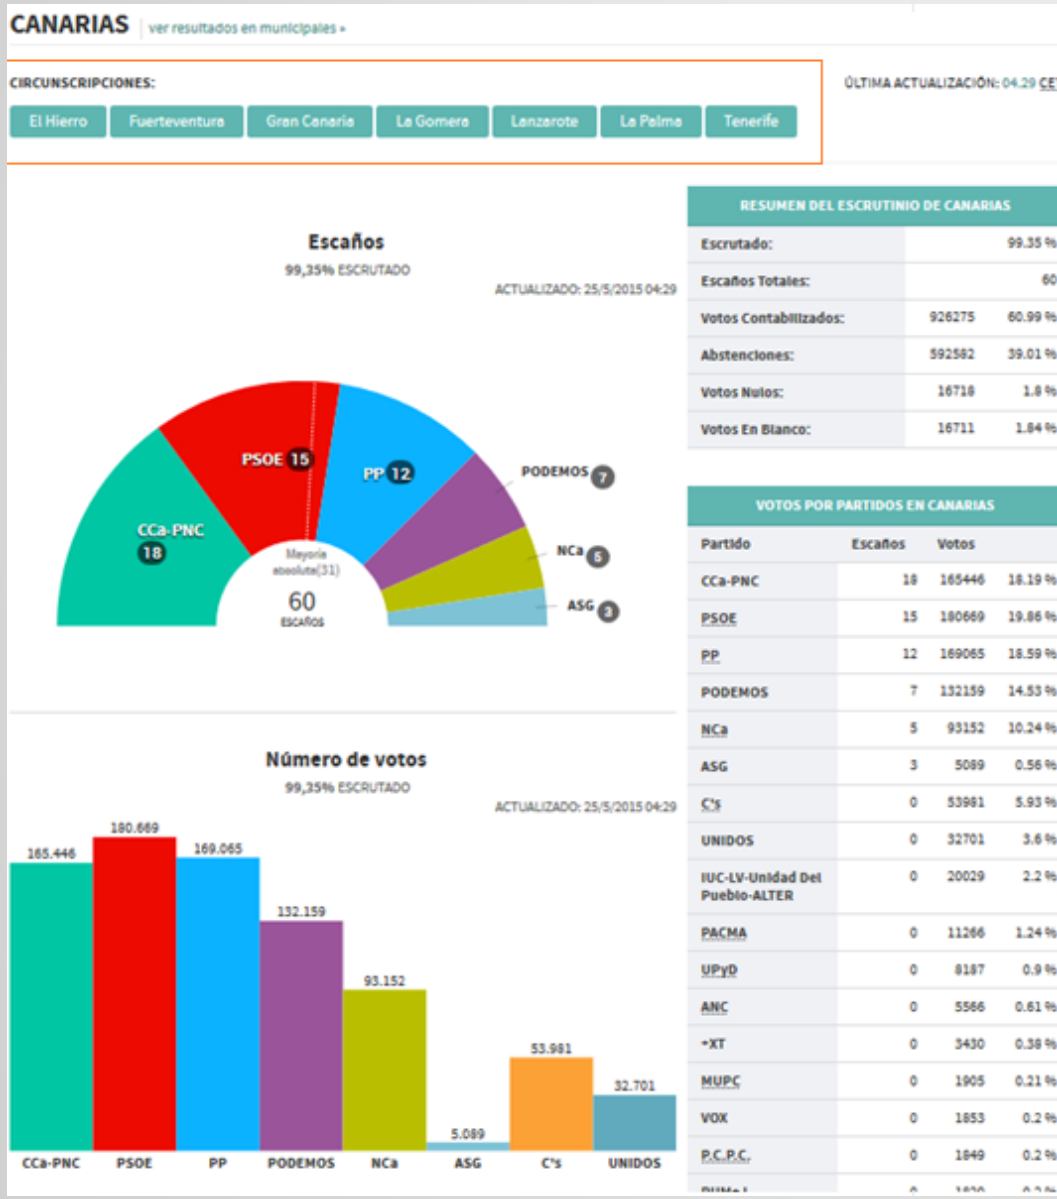 CANARIAS ver resultados en municipales »
CIRCUNSCRIPCIONES:
ÚLTIMA ACTUALIZACIÓN: 04.29
El Hierro Fuerteventura Gran Canaria La Gomera Lanzarote La Palma Tenerife
Escaños
99,35% ESCRUTADO
ACTUALIZADO: 25/5/2015 04:29
CCa-PNC
18
PSOE 15
PP 12
PODEMOS 7
NCa 5
ASG 3
Mayoría
absoluta(31)
60
ESCAÑOS
RESUMEN DEL ESCRUTINIO DE CANARIAS
Escrutado: 99.35 %
Escaños Totales: 60
Votos Contabilizados: 926275 60.99 %
Abstenciones: 592582 39.01 %
Votos Nulos: 16718 1.8 %
Votos En Blanco: 16711 1.84 %
VOTOS POR PARTIDOS EN CANARIAS
Partido Escaños Votos
CCa-PNC 18 165446 18.19 %
PSOE 15 180669 19.86 %
PP 12 169065 18.59 %
PODEMOS 7 132159 14.53 %
NCa 5 93152 10.24 %
ASG 3 5089 0.56 %
C's 0 53981 5.93 %
UNIDOS 0 32701 3.6 %
IUC-LV-Unidad Del 0 20029 2.2 %
Pueblo-ALTER
PACMA 0 11266 1.24 %
UPyD 0 8187 0.9 %
ANC 0 5566 0.61 %
+XT 0 3430 0.38 %
MUPC 0 1905 0.21 %
VOX 0 1853 0.2 %
P.C.P.C. 0 1849 0.2 %
Número de votos
99,35% ESCRUTADO
ACTUALIZADO: 25/5/2015 04:29
165.446
180.669
169.065
132.159
93.152
5.089
53.981
32.701
CCa-PNC PSOE PP PODEMOS NCa ASG C's UNIDOS